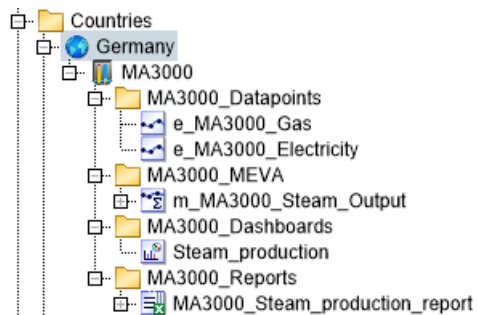 Countries
Germany
MA3000
MA3000_Datapoints
e_MA3000_Gas
e_MA3000_Electricity
MA3000_MEVA
m_MA3000_Steam_Output
MA3000_Dashboards
Steam_production
MA3000_Reports
MA3000_Steam_production_report